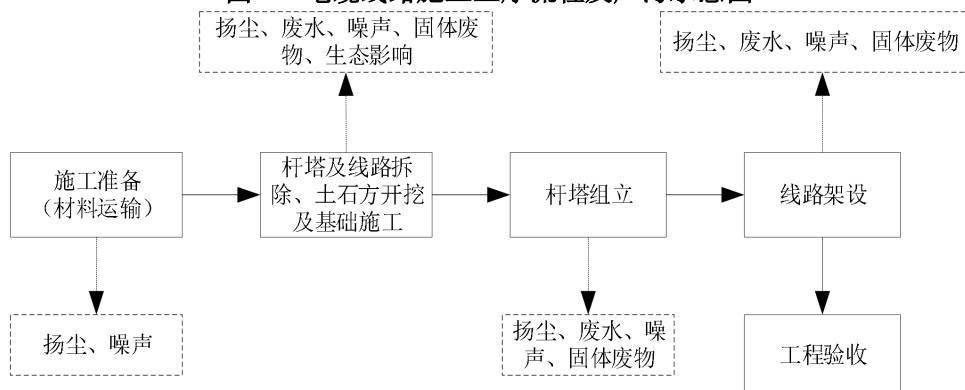 扬尘、废水、噪声、固体废
物、生态影响
扬尘、废水、噪声、固体废物
施工准备
（材料运输）
杆塔及线路拆
除、土石方开挖
及基础施工
杆塔组立
线路架设
扬尘、噪声
扬尘、废水、噪
声、固体废物
工程验收